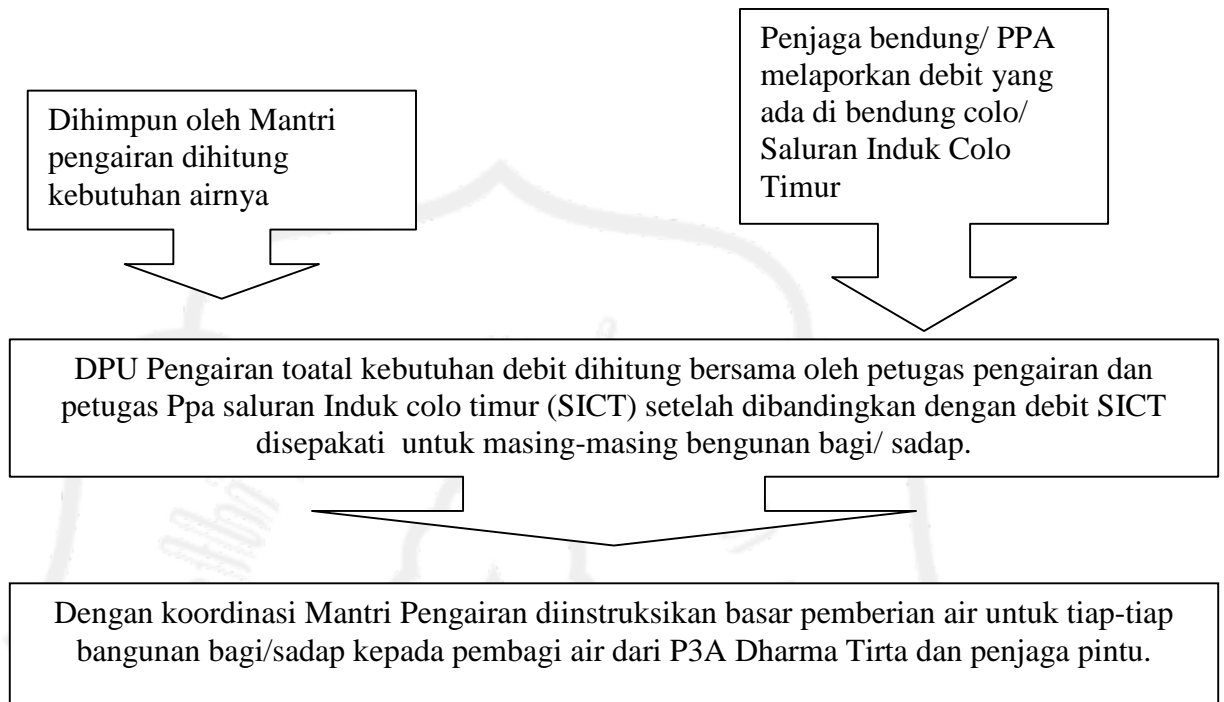 Dihimpun oleh Mantri
pengairan dihitung
kebutuhan airnya
Penjaga bendung/ PPA
melaporkan debit yang
ada di bendung colo/
Saluran Induk Colo
Timur
DPU Pengairan toatal kebutuhan debit dihitung bersama oleh petugas pengairan dan
petugas Ppa saluran Induk colo timur (SICT) setelah dibandingkan dengan debit SICT
disepakati untuk masing-masing bengunan bagi/ sadap.
Dengan koordinasi Mantri Pengairan diinstruksikan basar pemberian air untuk tiap-tiap
bangunan bagi/sadap kepada pembagi air dari P3A Dharma Tirta dan penjaga pintu.